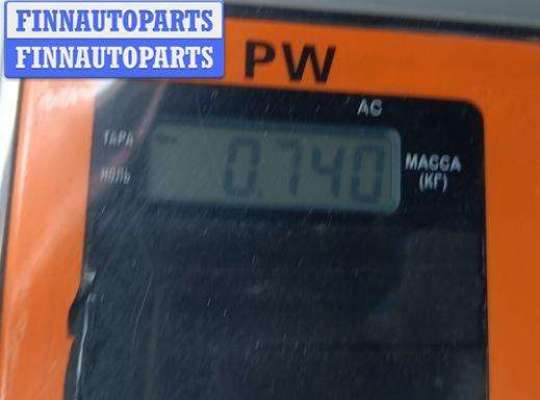 FINNAUTOPARTS
FINNAUTOPARTS
PW
AC
ТАРА
0.740
МАССА
(КГ)
НОЛЬ